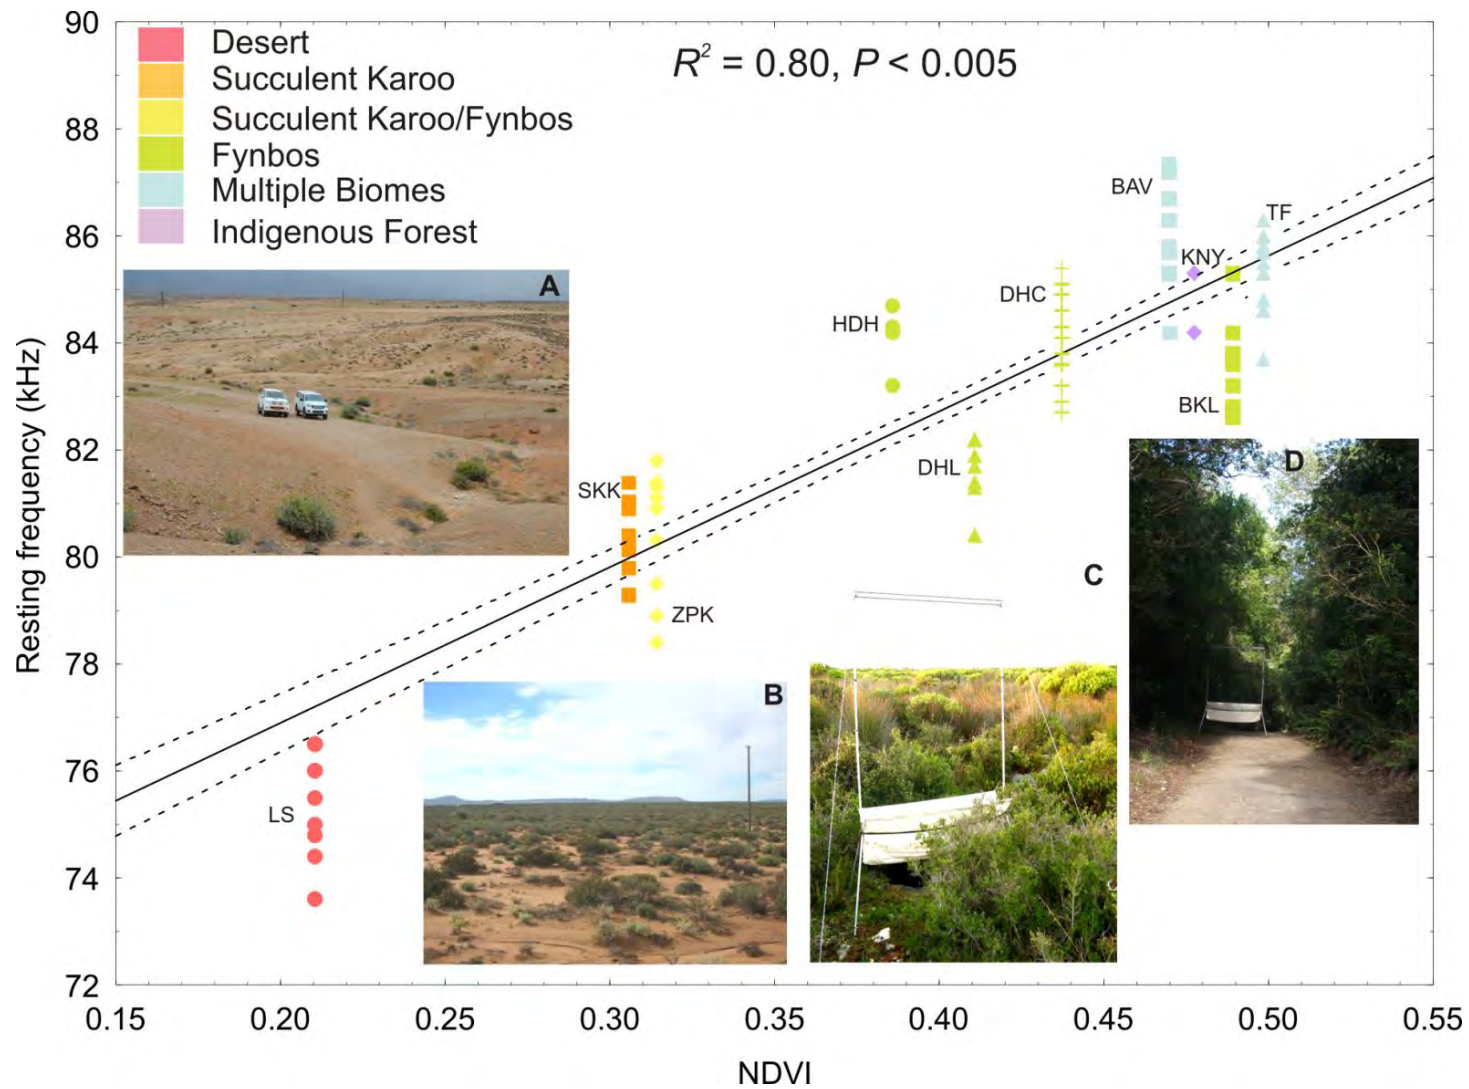 90
88
86
84
82
80
78
76
74
72
Resting frequency (kHz)
Desert
Succulent Karoo
Succulent Karoo/Fynbos
Fynbos
Multiple Biomes
Indigenous Forest
R² = 0.80, P < 0.005
BAV
TF
KNY
DHC
HDH
BKL
DHL
SKK
ZPK
LS
A
B
C
D
0.15 0.20 0.25 0.30 0.35 0.40 0.45 0.50 0.55
NDVI